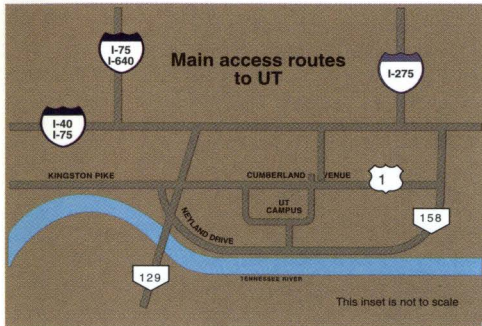 I-75
I-640
Main access routes
to UT
I-275
I-40
I-75
KINGSTON PIKE
CUMBERLAND VENUE
1
UT
CAMPUS
NEYLAND DRIVE
158
129
TENNESSEE RIVER
This inset is not to scale